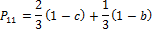 P₁₁ = 2/3 (1 − c) + 1/3 (1 − b)